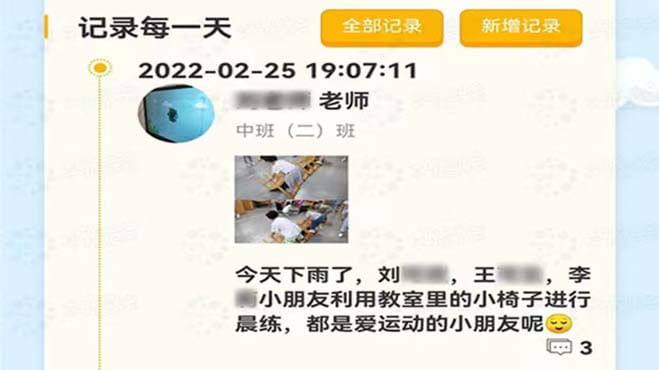 记录每一天
全部记录
新增记录
2022-02-25 19:07:11
老师
中班（二）班
今天下雨了，刘，王，李
小朋友利用教室里的小椅子进行
晨练，都是爱运动的小朋友呢😌
3